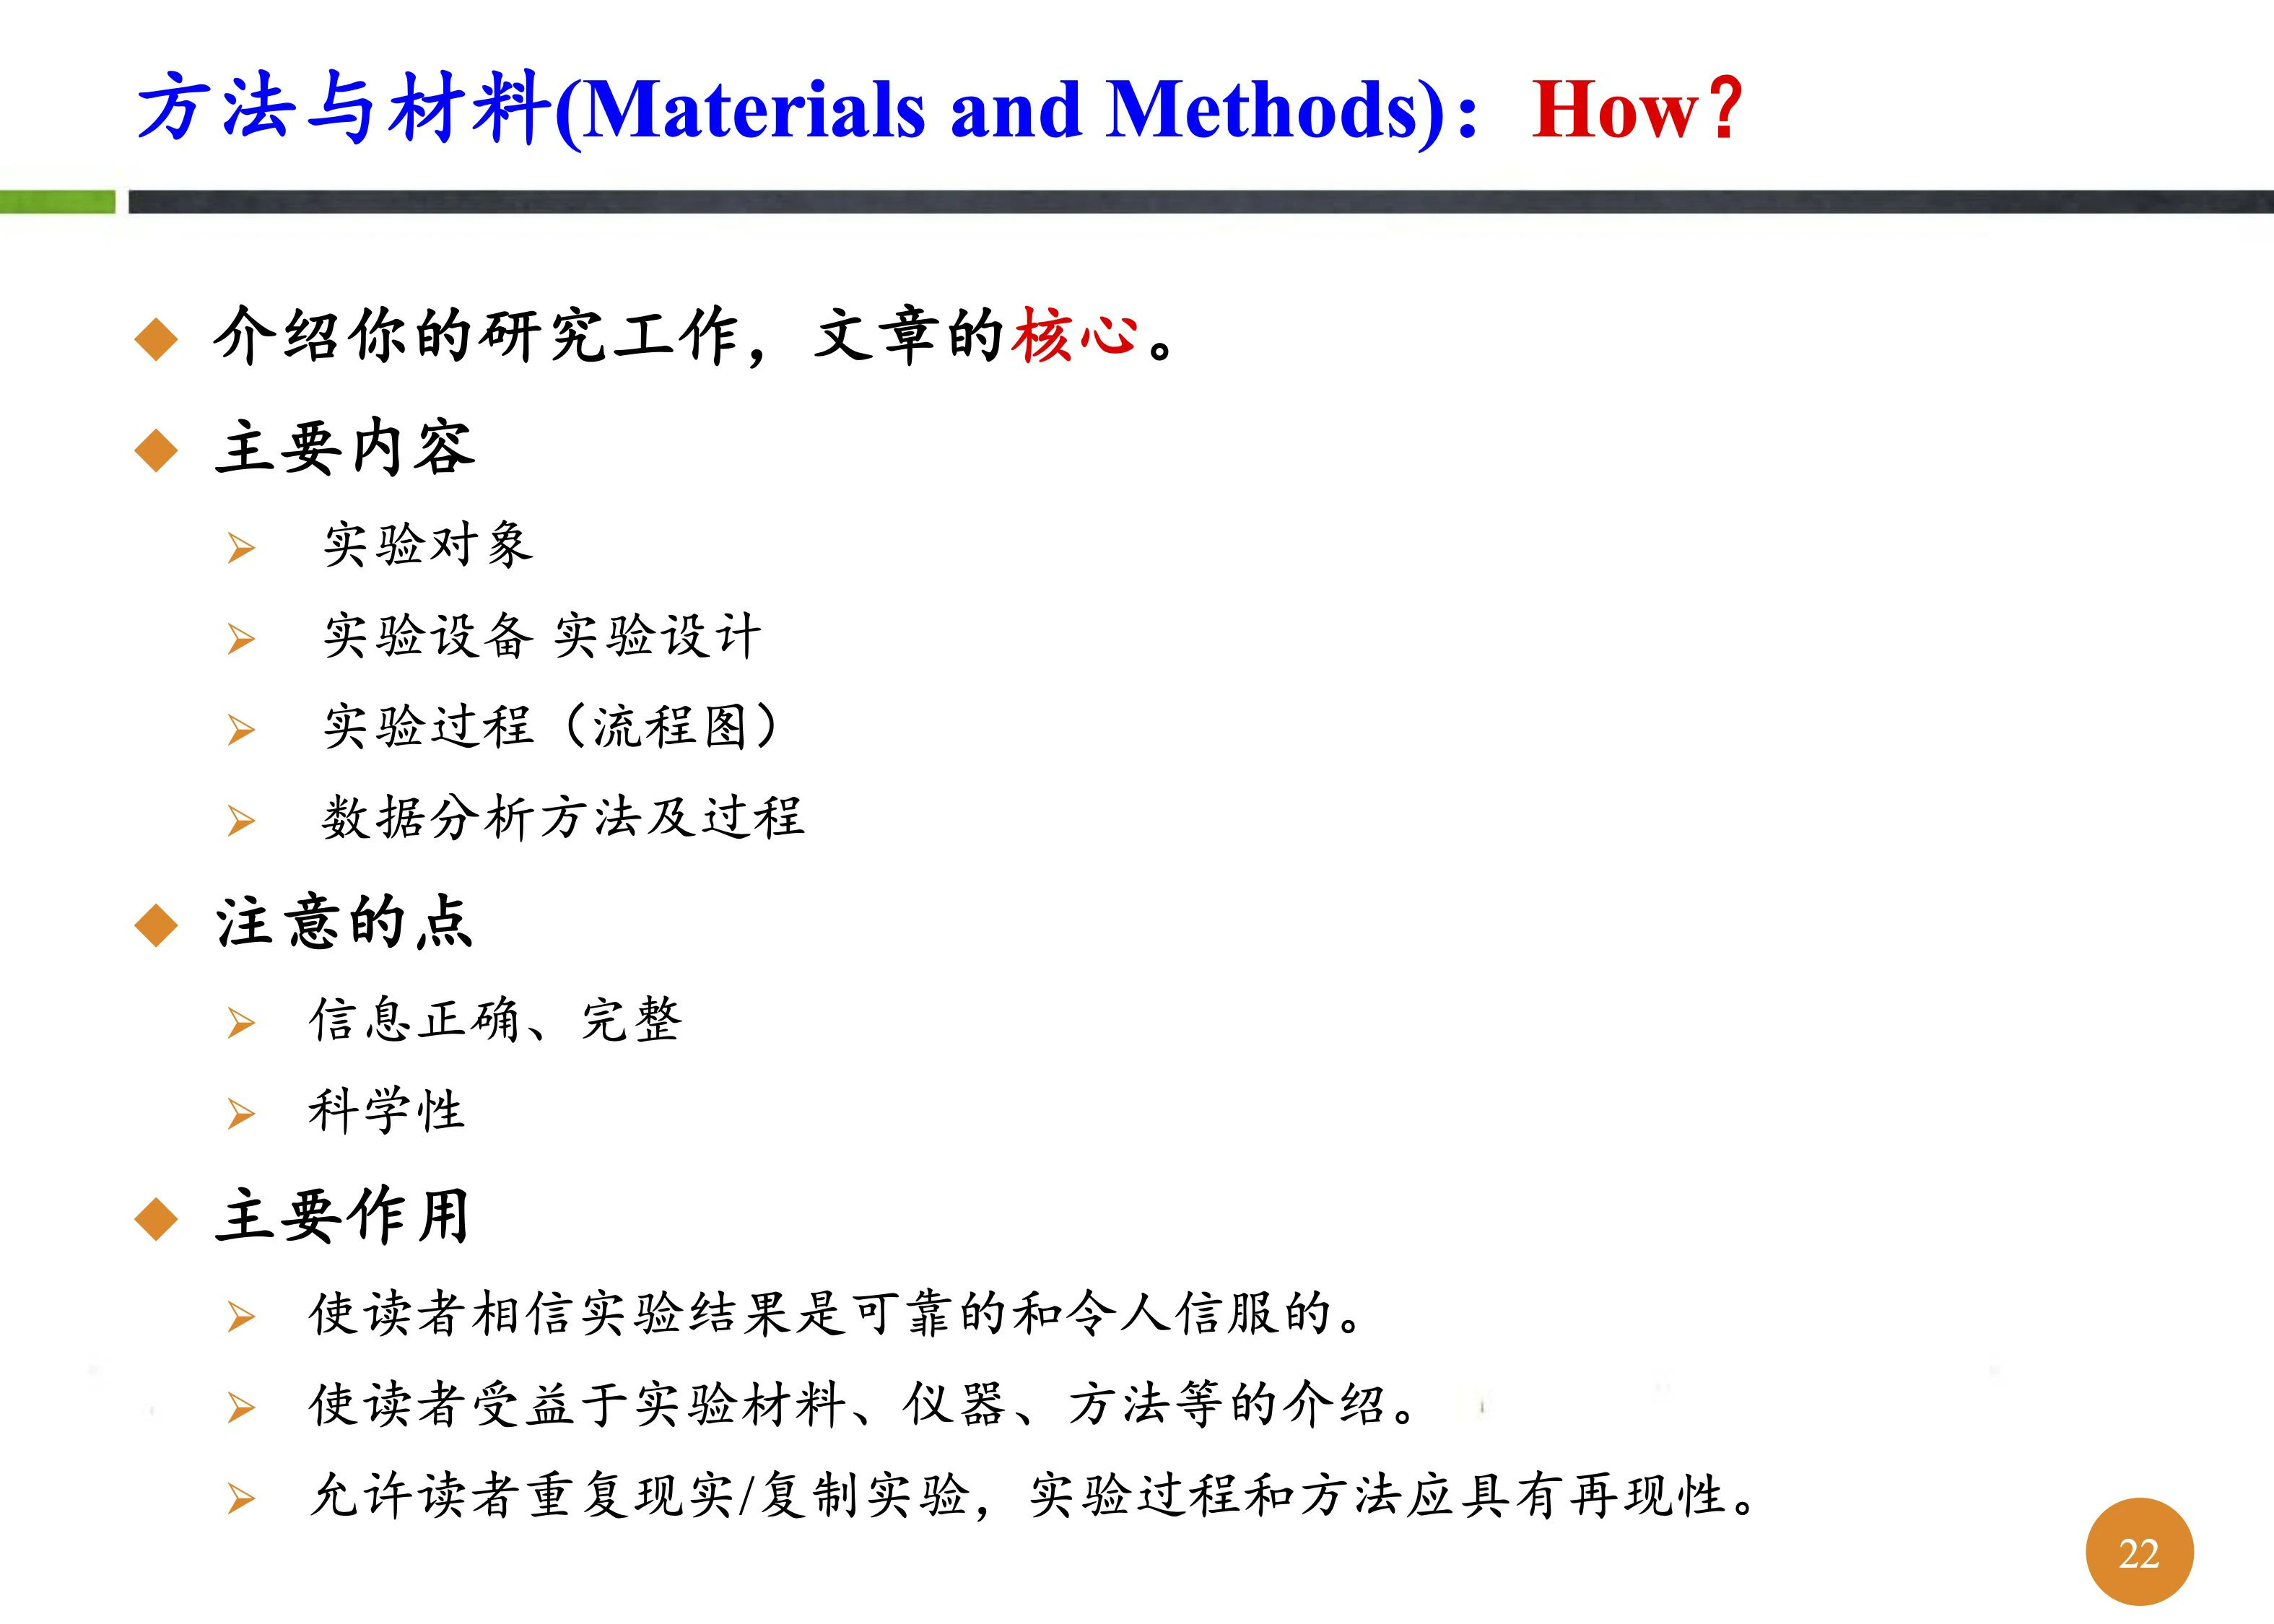 方法与材料(Materials and Methods)：How？
介绍你的研究工作，文章的核心。
主要内容
实验对象
实验设备 实验设计
实验过程（流程图）
数据分析方法及过程
注意的点
信息正确、完整
科学性
主要作用
使读者相信实验结果是可靠的和令人信服的。
使读者受益于实验材料、仪器、方法等的介绍。
允许读者重复现实/复制实验，实验过程和方法应具有再现性。
22